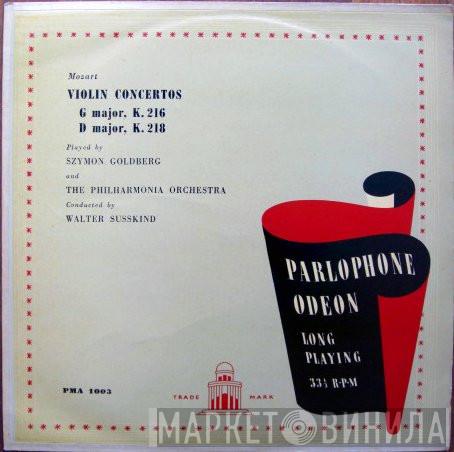 Mozart
VIOLIN CONCERTOS
G major, K. 216
D major, K. 218
Played by
SZYMON GOLDBERG
and
THE PHILHARMONIA ORCHESTRA
Conducted by
WALTER SUSSKIND
PARLOPHONE
ODEON
LONG
PLAYING
33⅓ R·P·M
PMA 1003
TRADE MARK
МАРКЕТ ВИНИЛА